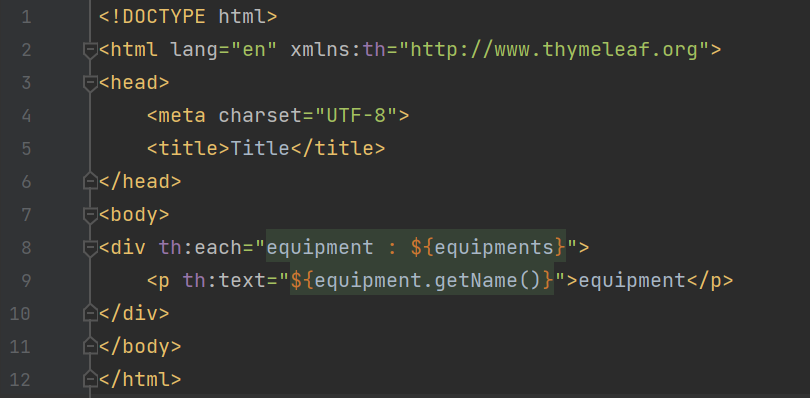 1 <!DOCTYPE html>
2 <html lang="en" xmlns:th="http://www.thymeleaf.org">
3 <head>
4     <meta charset="UTF-8">
5     <title>Title</title>
6 </head>
7 <body>
8 <div th:each="equipment : ${equipments}">
9     <p th:text="${equipment.getName()}">equipment</p>
10 </div>
11 </body>
12 </html>